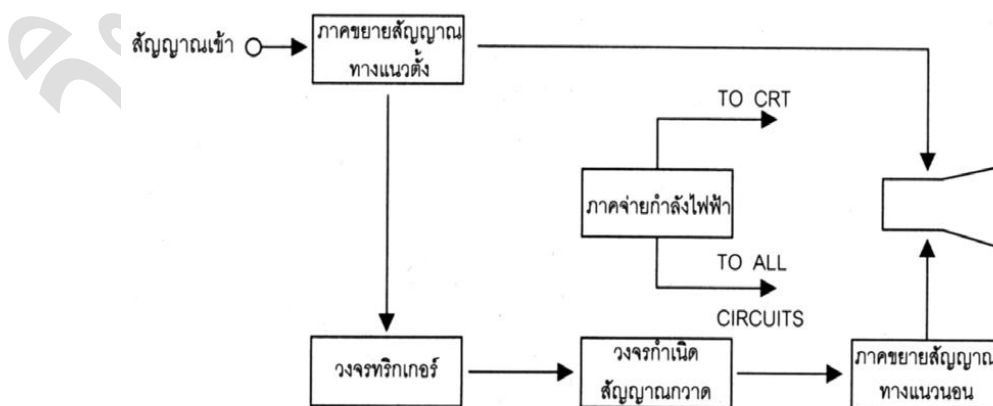 สัญญาณเข้า
ภาคขยายสัญญาณ
ทางแนวตั้ง
TO CRT
ภาคจ่ายกำลังไฟฟ้า
TO ALL
CIRCUITS
วงจรทริกเกอร์
วงจรกำเนิด
สัญญาณกวาด
ภาคขยายสัญญาณ
ทางแนวนอน